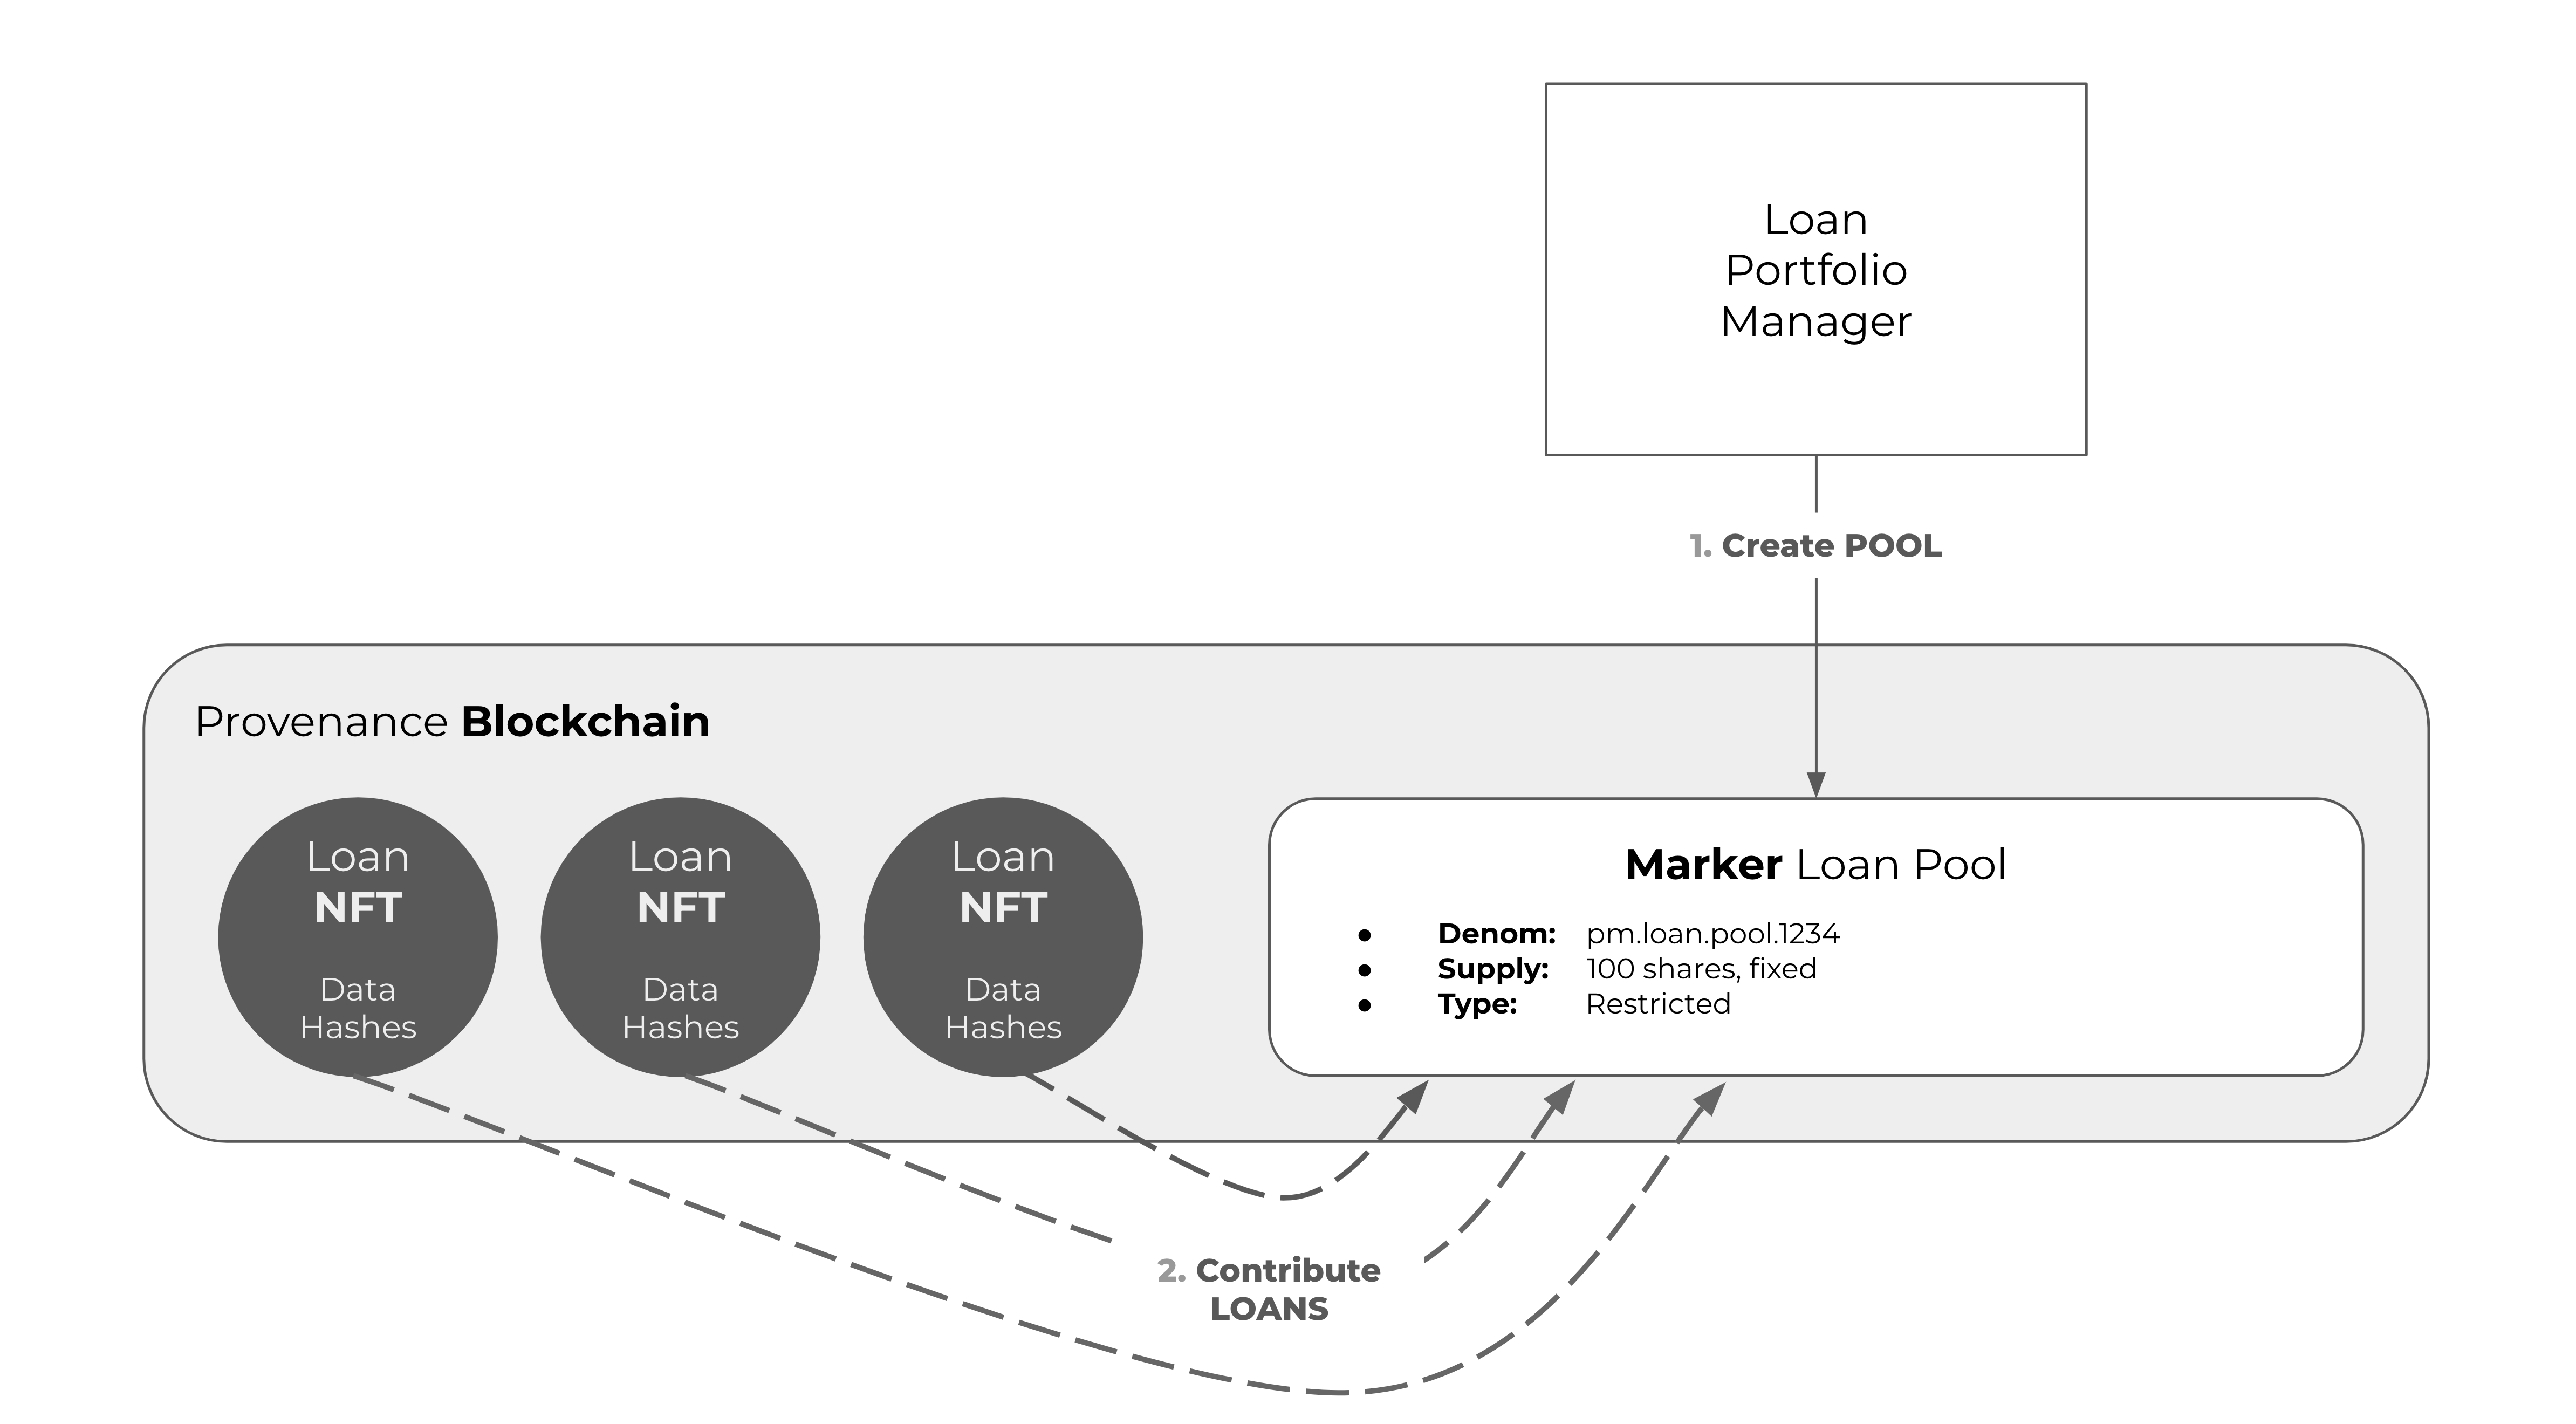 Loan
Portfolio
Manager
1. Create POOL
Provenance Blockchain
Loan
NFT
Data
Hashes
Loan
NFT
Data
Hashes
Loan
NFT
Data
Hashes
Marker Loan Pool
● Denom: pm.loan.pool.1234
● Supply: 100 shares, fixed
● Type: Restricted
2. Contribute
LOANS